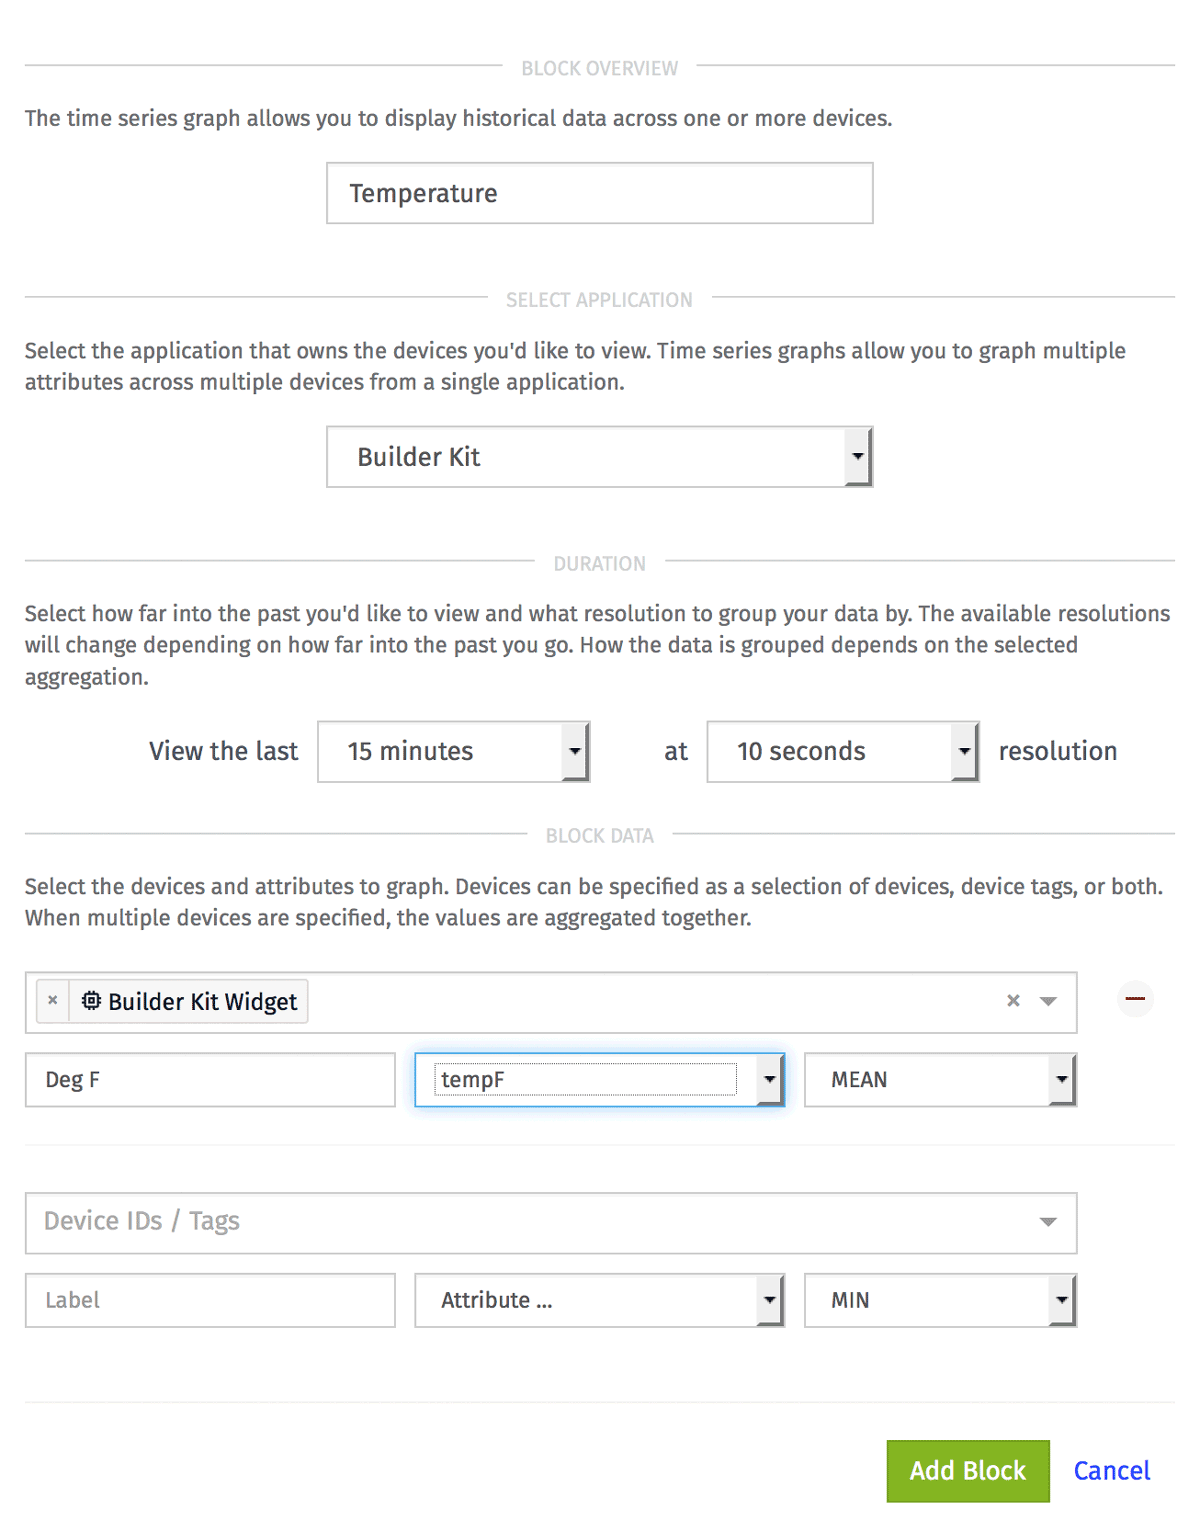 BLOCK OVERVIEW
The time series graph allows you to display historical data across one or more devices.
Temperature
SELECT APPLICATION
Select the application that owns the devices you'd like to view. Time series graphs allow you to graph multiple
attributes across multiple devices from a single application.
Builder Kit
DURATION
Select how far into the past you'd like to view and what resolution to group your data by. The available resolutions
will change depending on how far into the past you go. How the data is grouped depends on the selected
aggregation.
View the last 15 minutes at 10 seconds resolution
BLOCK DATA
Select the devices and attributes to graph. Devices can be specified as a selection of devices, device tags, or both.
When multiple devices are specified, the values are aggregated together.
× Builder Kit Widget ×
Deg F tempF MEAN
Device IDs / Tags
Label Attribute ... MIN
Add Block Cancel